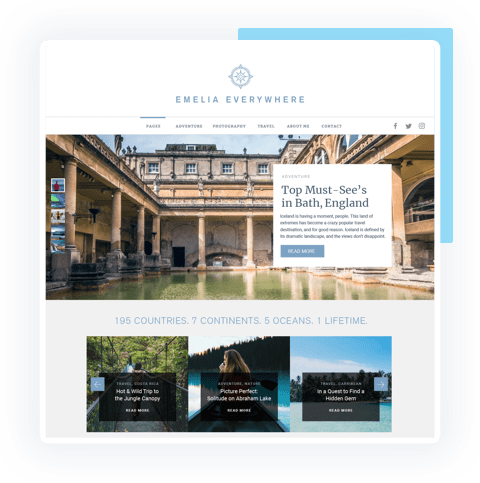 EMELIA EVERYWHERE
PAGES ADVENTURE PHOTOGRAPHY TRAVEL ABOUT ME CONTACT
ADVENTURE
Top Must-See's
in Bath, England
Iceland is having a moment, people. This land of
extremes has become a crazy popular travel
destination, and for good reason. Iceland is defined by
its dramatic landscape, and the views don't disappoint.
READ MORE
195 COUNTRIES. 7 CONTINENTS. 5 OCEANS. 1 LIFETIME.
TRAVEL, COSTA RICA
Hot & Wild Trip to
the Jungle Canopy
READ MORE
ADVENTURE, NATURE
Picture Perfect:
Solitude on Abraham Lake
READ MORE
TRAVEL, CARRIBEAN
In a Quest to Find a
Hidden Gem
READ MORE